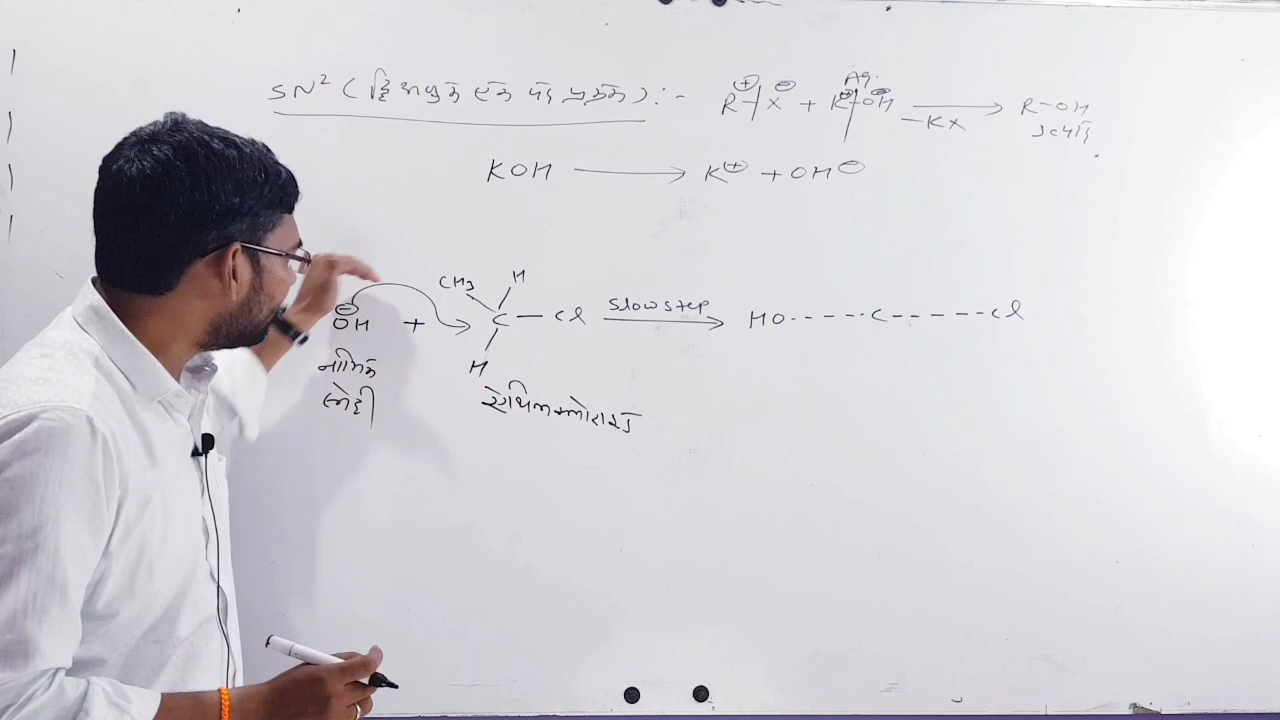 SN² (द्वि अणुक एक पद प्रक्रम) :- R⊕-X⊖ + K⊕OH⊖ Aq. → R-OH
-KX
उत्पाद
KOH → K⊕ + OH⊖
CH3 H
⊖OH + C - Cl slow step → HO-----C-----Cl
H
नाभिक
स्नेही
एथिल क्लोराइड